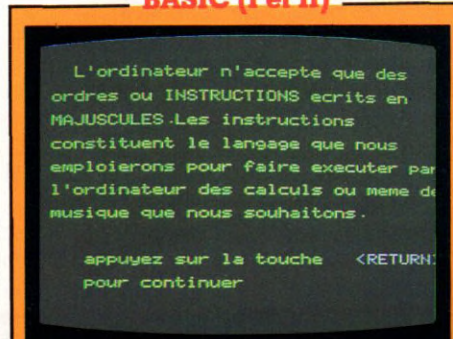 BASIC (I et II)
L'ordinateur n'accepte que des
ordres ou INSTRUCTIONS ecrits en
MAJUSCULES.Les instructions
constituent le langage que nous
emploierons pour faire executer par
l'ordinateur des calculs ou meme de
musique que nous souhaitons.
appuyez sur la touche <RETURN
pour continuer